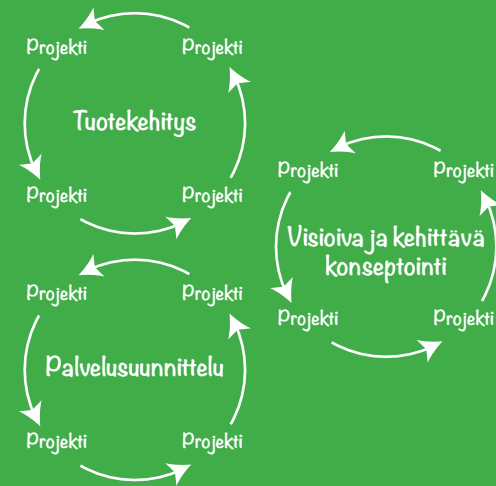 Projekti
Projekti
Tuotekehitys
Projekti
Projekti
Projekti
Projekti
Visioiva ja kehittävä
konseptointi
Projekti
Projekti
Projekti
Projekti
Palvelusuunnittelu
Projekti
Projekti